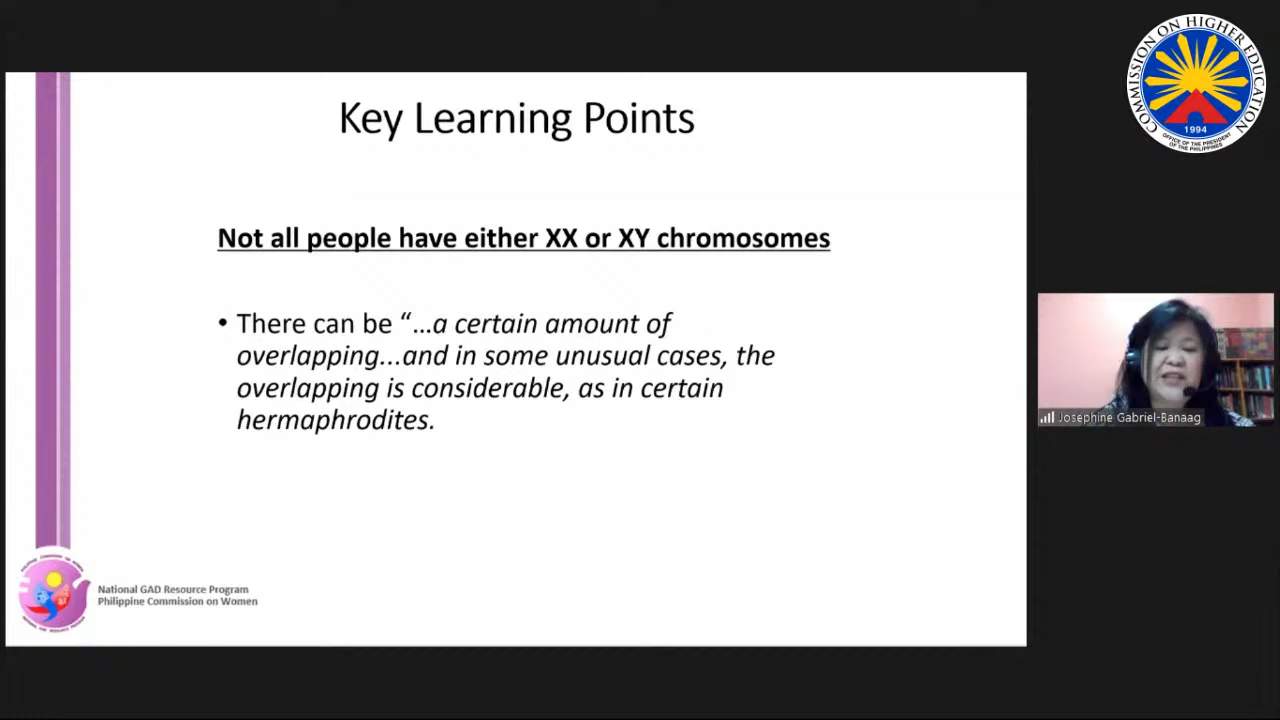 COMMISSION ON HIGHER EDUCATION
1994
OFFICE OF THE PRESIDENT
OF THE PHILIPPINES
Key Learning Points
Not all people have either XX or XY chromosomes
• There can be “…a certain amount of
overlapping...and in some unusual cases, the
overlapping is considerable, as in certain
hermaphrodites.
Josephine Gabriel-Banaag
National GAD Resource Program
Philippine Commission on Women